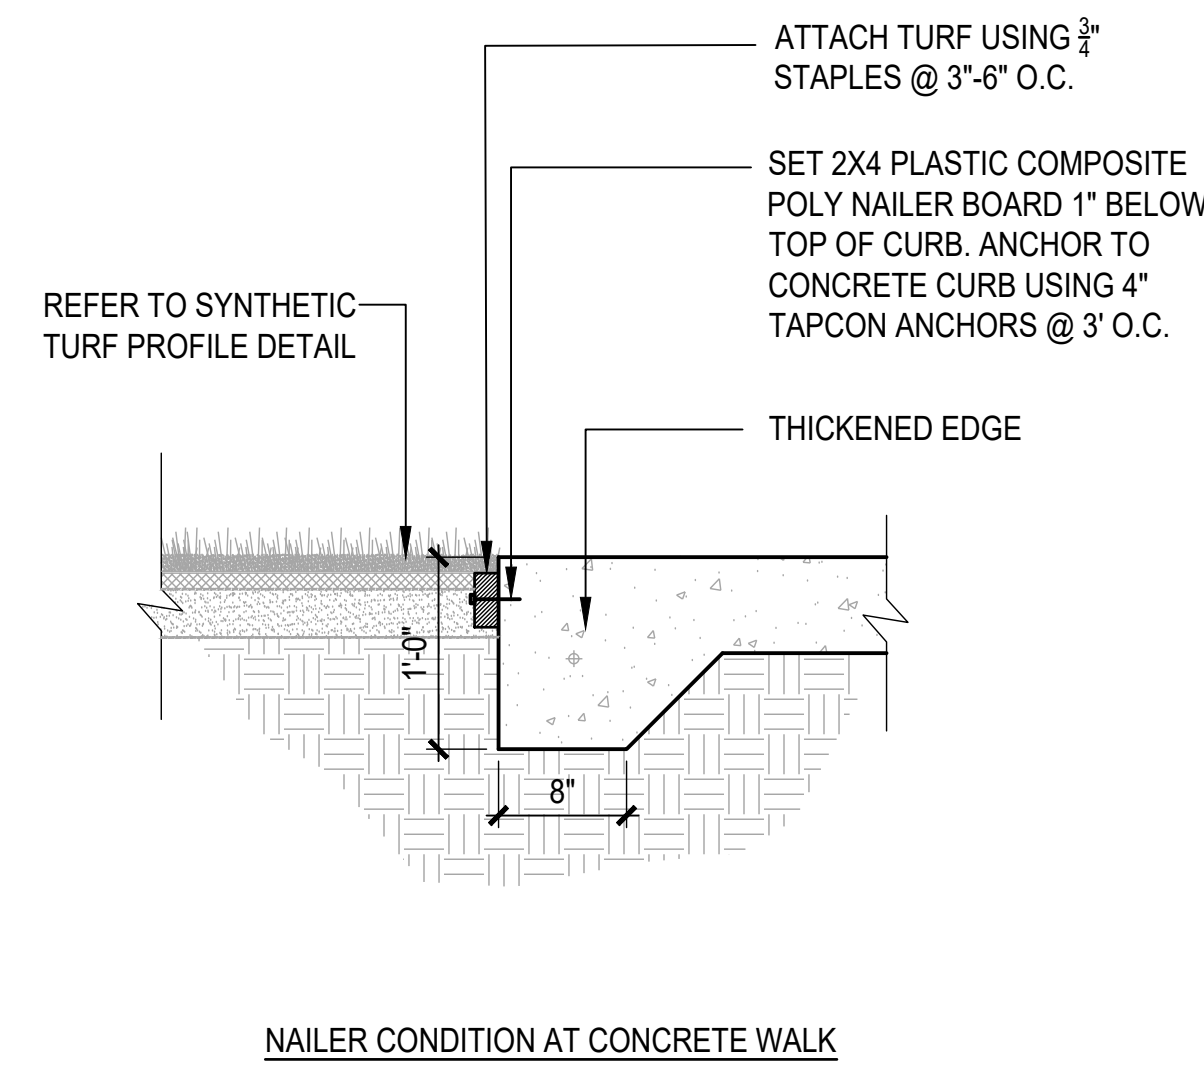 ATTACH TURF USING 3/4"
STAPLES @ 3"-6" O.C.
SET 2X4 PLASTIC COMPOSITE
POLY NAILER BOARD 1" BELOW
TOP OF CURB. ANCHOR TO
CONCRETE CURB USING 4"
TAPCON ANCHORS @ 3' O.C.
REFER TO SYNTHETIC
TURF PROFILE DETAIL
THICKENED EDGE
1'-0"
8"
NAILER CONDITION AT CONCRETE WALK